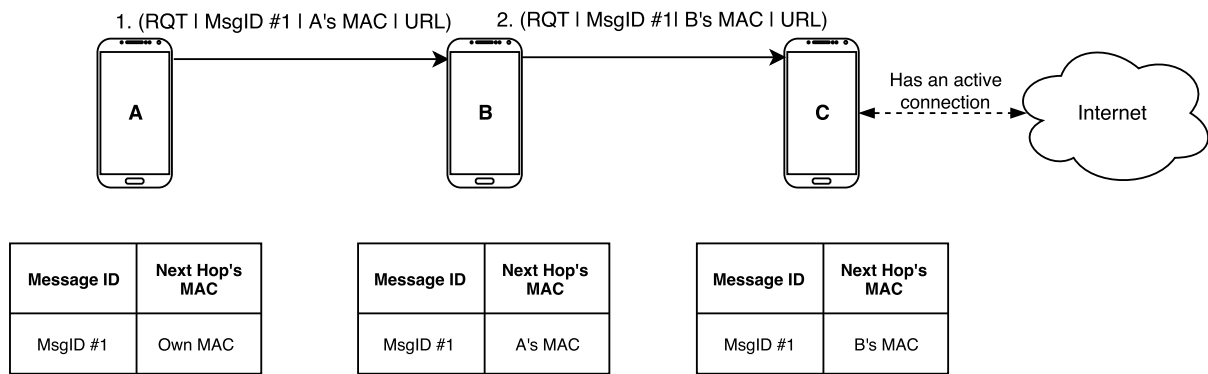 1. (RQT | MsgID #1 | A's MAC | URL)
2. (RQT | MsgID #1| B's MAC | URL)
A
B
C
Has an active
connection
Internet
Message ID
Next Hop's
MAC
MsgID #1
Own MAC
Message ID
Next Hop's
MAC
MsgID #1
A's MAC
Message ID
Next Hop's
MAC
MsgID #1
B's MAC